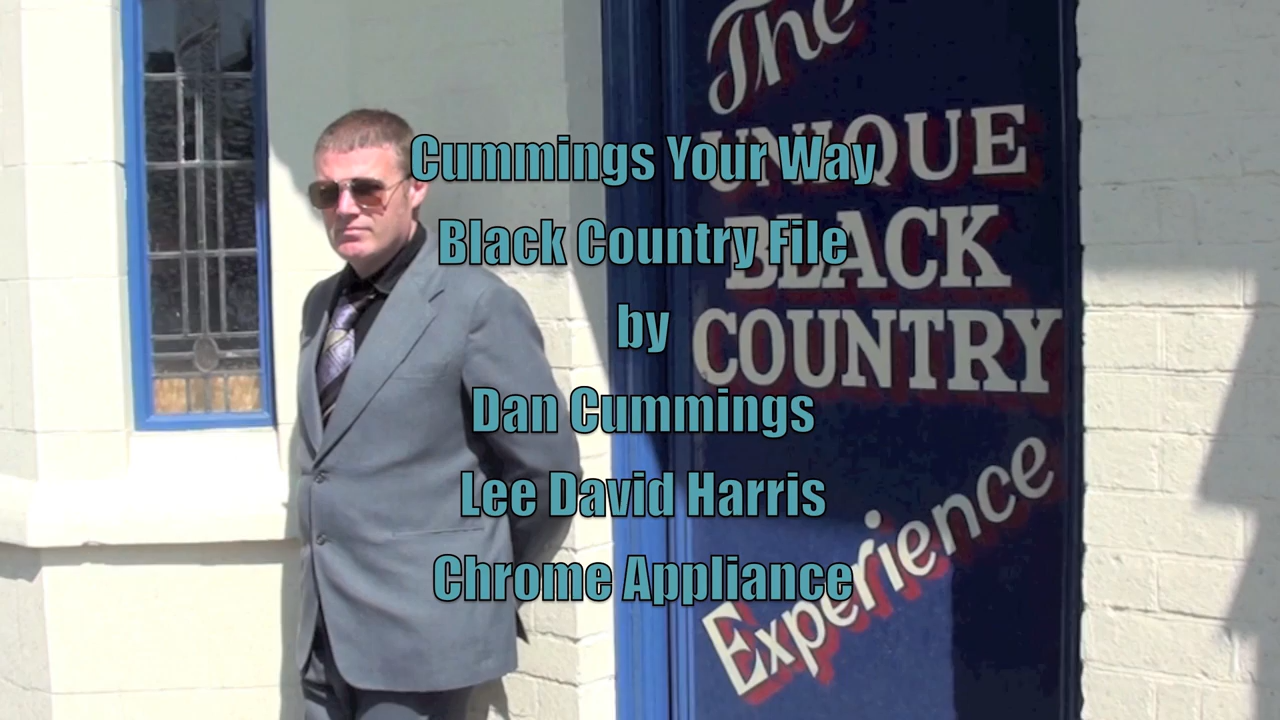 Cummings Your Way
Black Country File
by
Dan Cummings
Lee David Harris
Chrome Appliance
The
UNIQUE
BLACK
COUNTRY
Experience